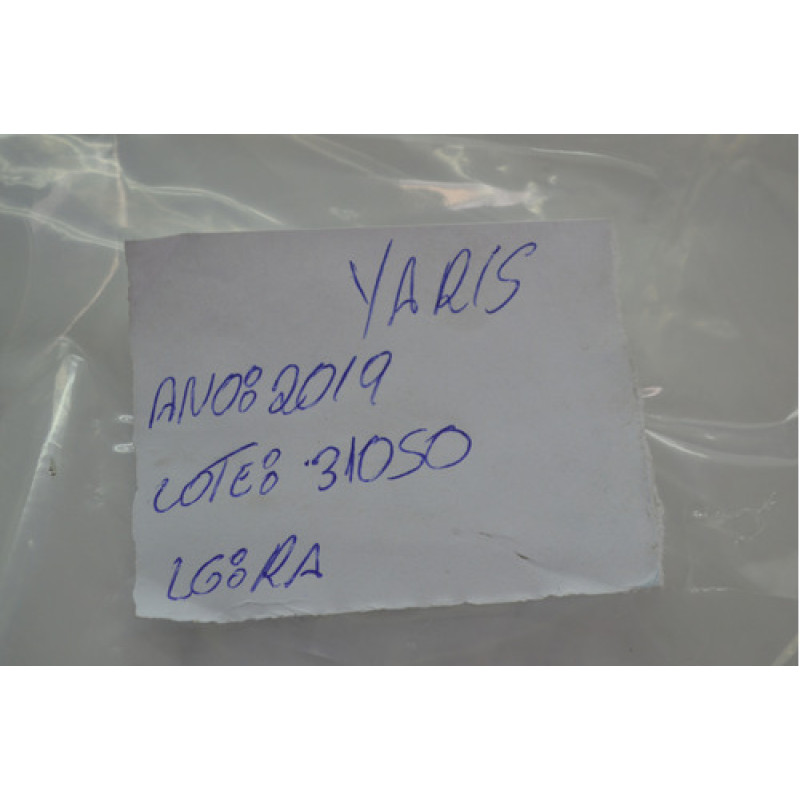 YARIS
ANO: 2019
LOTE: 31050
LG: RA